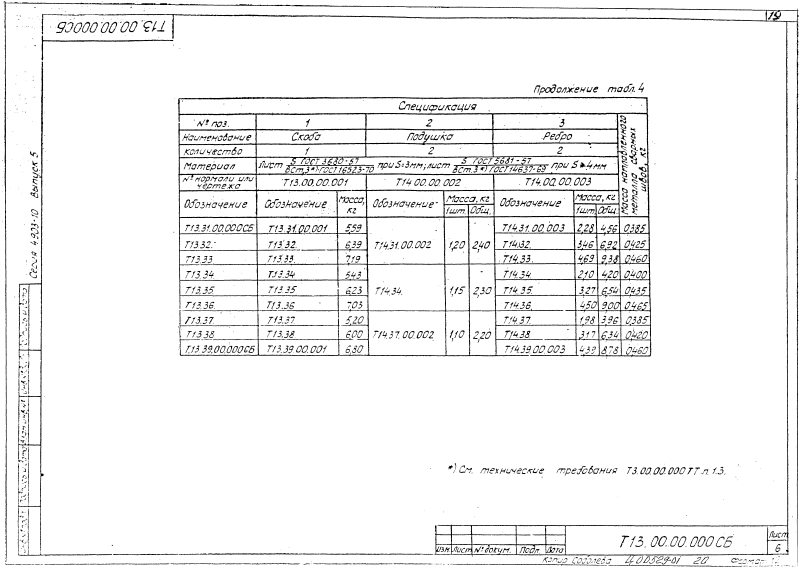 19
Т13.00.00.000СБ
Серия 4.903-10 Выпуск 5
Продолжение табл. 4
Спецификация
№ поз. 1 2 3 Масса наплавленного металла сварных швов, кг
Наименование Скоба Подушка Ребро
Количество 1 2 2
Материал Лист S ГОСТ 3680-57 / ВСт.3*) ГОСТ 16523-70 при S=3мм; лист S ГОСТ 5681-57 / ВСт.3*) ГОСТ 14637-69 при S≥4мм
№ нормали или чертежа Т13.00.00.001 Т14.00.00.002 Т14.00.00.003
Обозначение Обозначение Масса, кг Обозначение Масса, кг 1шт. Общ. Обозначение Масса, кг 1шт. Общ.
Т13.31.00.000СБ Т13.31.00.001 5,59 Т14.31.00.003 2,28 4,56 0,385
Т13.32. Т13.32. 6,39 Т14.31.00.002 1,20 2,40 Т14.32. 3,46 6,92 0,425
Т13.33 Т13.33. 7,19 Т14.33. 4,69 9,38 0,460
Т13.34 Т13.34 5,43 Т14.34 2,10 4,20 0,400
Т13.35 Т13.35 6,23 Т14.34. 1,15 2,30 Т14.35. 3,27 6,54 0,435
Т13.36. Т13.36 7,03 Т14.36. 4,50 9,00 0,465
Т13.37. Т13.37. 5,20 Т14.37. 1,98 3,96 0,385
Т13.38 Т13.38 6,00 Т14.37.00.002 1,10 2,20 Т14.38 3,17 6,34 0,420
Т13.39.00.000СБ Т13.39.00.001 6,80 Т14.39.00.003 4,39 8,78 0,460
*) См. технические требования Т3.00.00.000ТТ п. 1.3.
Изм. Лист № докум. Подп. Дата
Т13.00.00.000СБ
Лист
6
Копир Соболева 400529-01 20 Формат 12